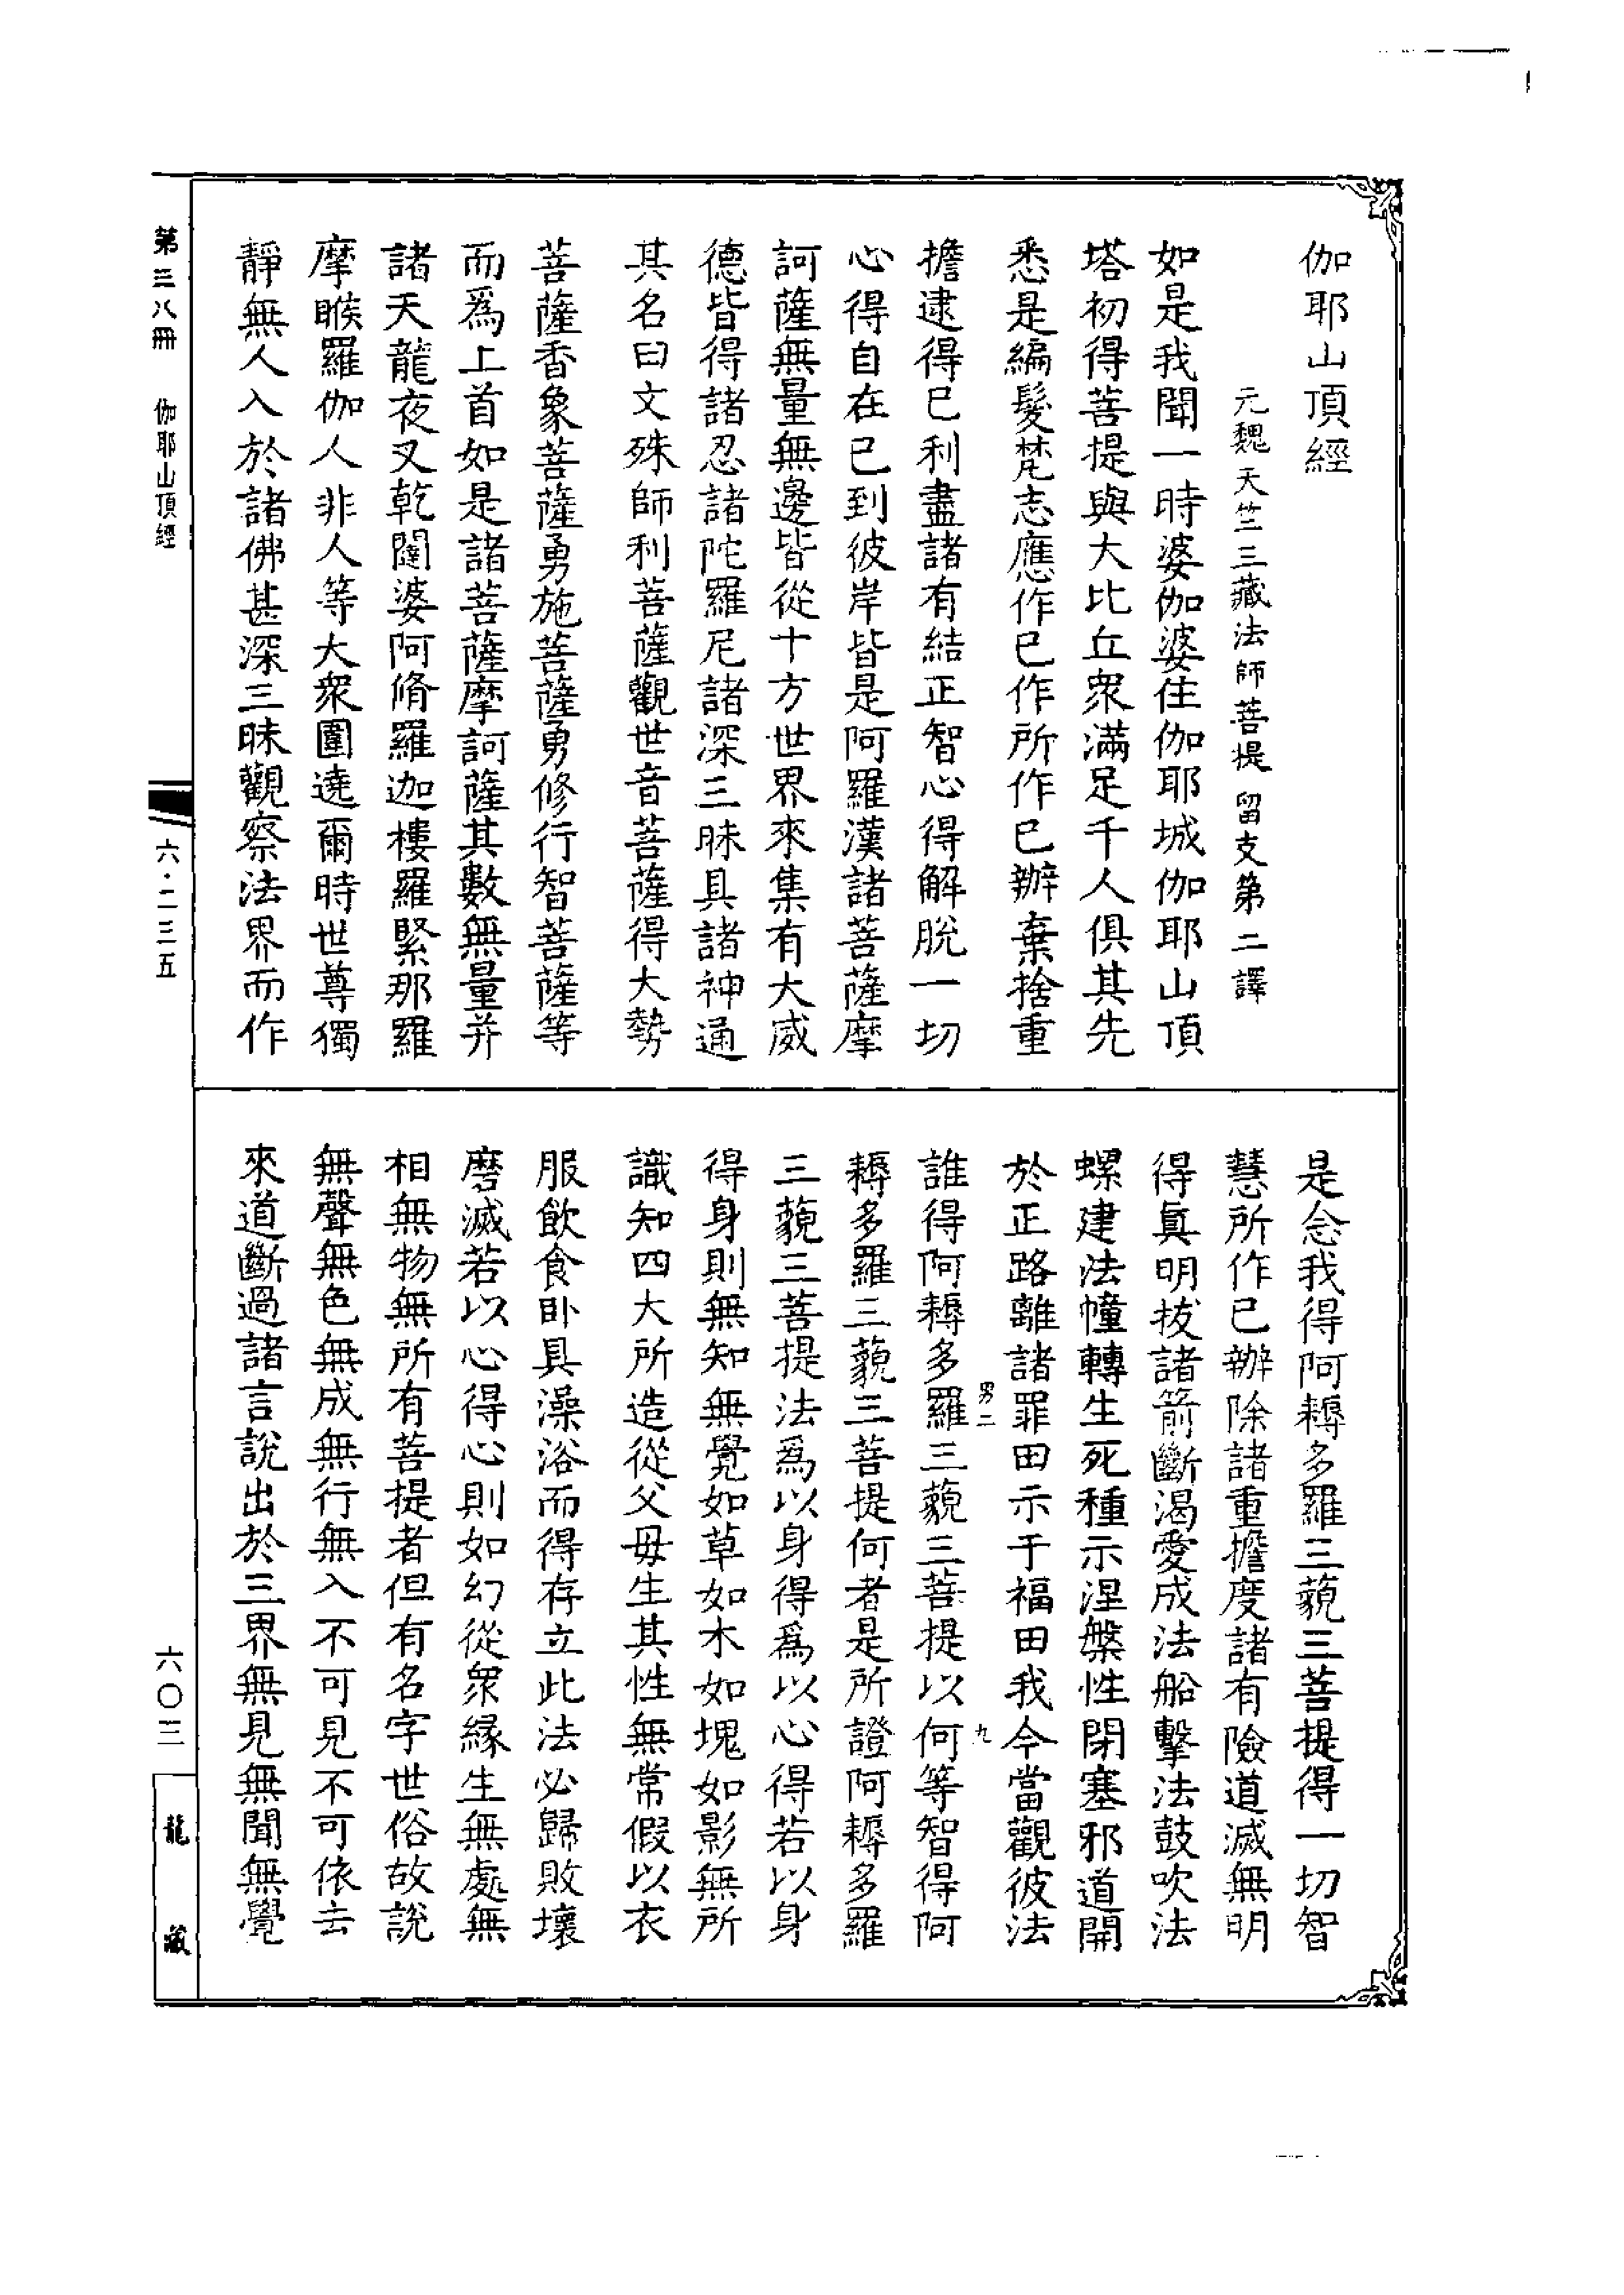 伽耶山頂經
元魏天竺三藏法師菩提留支第二譯
如是我聞一時婆伽婆住伽耶城伽耶山頂
塔初得菩提與大比丘衆滿足千人俱其先
悉是編髮梵志應作已作所作已辦棄捨重
擔逮得已利盡諸有結正智心得解脫一切
心得自在已到彼岸皆是阿羅漢諸菩薩摩
訶薩無量無邊皆從十方世界來集有大威
德皆得諸忍諸陀羅尼諸深三昧具諸神通
其名曰文殊師利菩薩觀世音菩薩得大勢
菩薩香象菩薩勇施菩薩勇修行智菩薩等
而爲上首如是諸菩薩摩訶薩其數無量并
諸天龍夜叉乾闥婆阿脩羅迦樓羅緊那羅
摩睺羅伽人非人等大衆圍遶爾時世尊獨
靜無人入於諸佛甚深三昧觀察法界而作
是念我得阿耨多羅三藐三菩提得一切智
慧所作已辦除諸重擔度諸有險道滅無明
得眞明拔諸箭斷渴愛成法船擊法鼓吹法
螺建法幢轉生死種示涅槃性閉塞邪道開
於正路離諸罪田示于福田我今當觀彼法
男二 九
誰得阿耨多羅三藐三菩提以何等智得阿
耨多羅三藐三菩提何者是所證阿耨多羅
三藐三菩提法爲以身得爲以心得若以身
得身則無知無覺如草如木如塊如影無所
識知四大所造從父母生其性無常假以衣
服飲食卧具澡浴而得存立此法必歸敗壞
磨滅若以心得心則如幻從衆緣生無處無
相無物無所有菩提者但有名字世俗故說
無聲無色無成無行無入不可見不可依去
來道斷過諸言說出於三界無見無聞無覺
第三八冊 伽耶山頂經
六·二三五
六〇三
龍藏